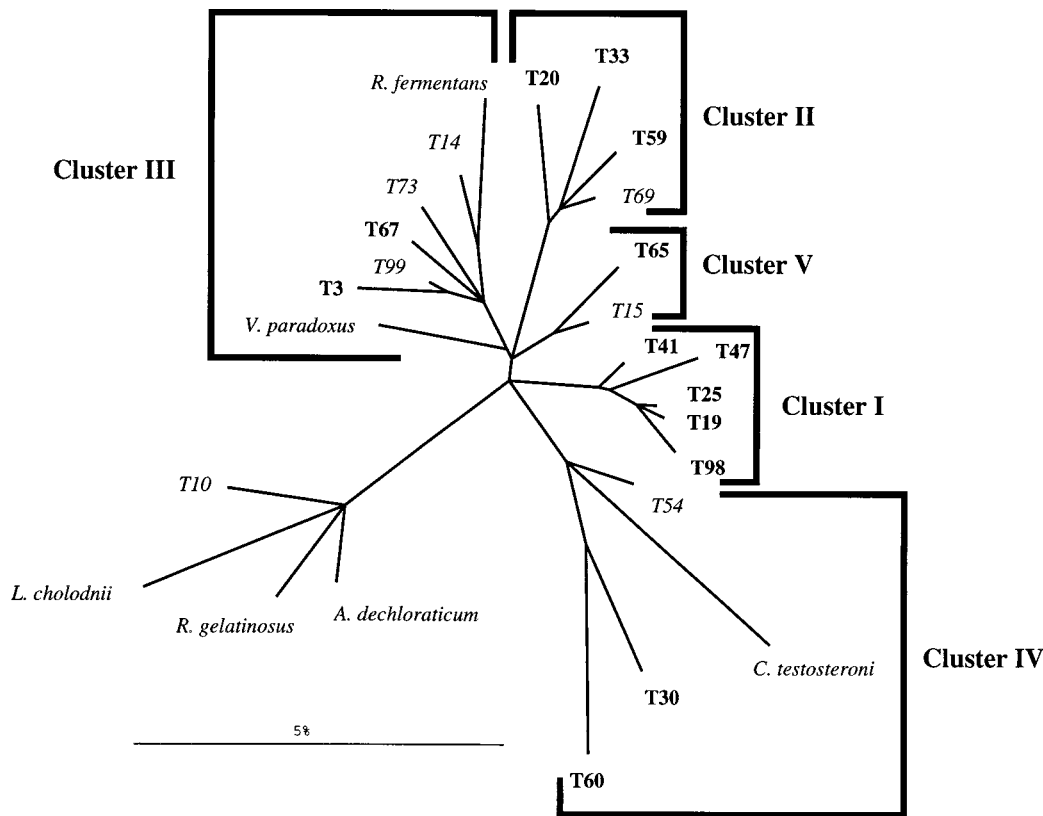 T33
R. fermentans
T20
Cluster II
T59
T14
Cluster III
T73
T69
T67
T65
T99
Cluster V
T3
V. paradoxus
T15
T41
T47
T25
Cluster I
T19
T98
T10
T54
L. cholodnii
A. dechloraticum
R. gelatinosus
Cluster IV
C. testosteroni
T30
5%
T60